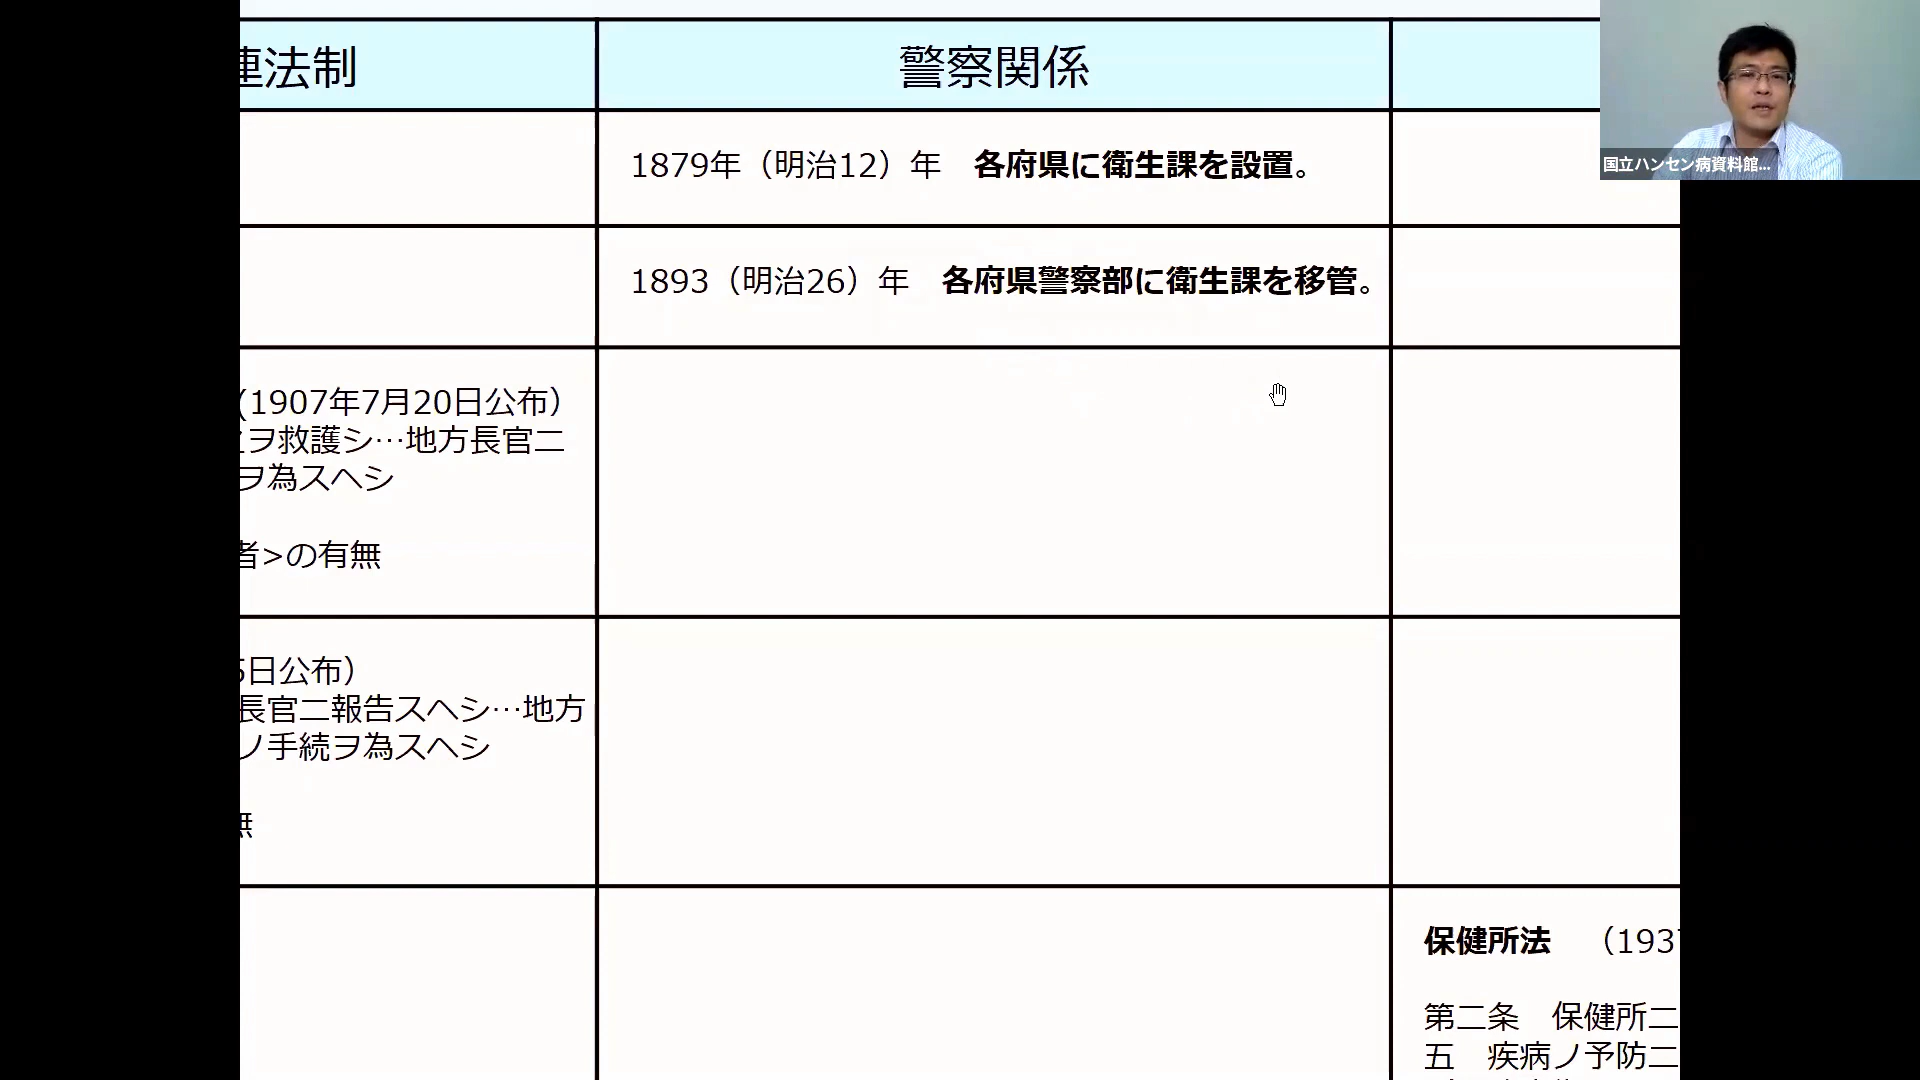 連法制
警察関係
1879年（明治12）年　各府県に衛生課を設置。
1893（明治26）年　各府県警察部に衛生課を移管。
(1907年7月20日公布）
ヲ救護シ…地方長官ニ
ヲ為スヘシ
者>の有無
5日公布）
長官ニ報告スヘシ…地方
ノ手続ヲ為スヘシ
無
保健所法　（193
第二条　保健所ニ
五　疾病ノ予防ニ
国立ハンセン病資料館...